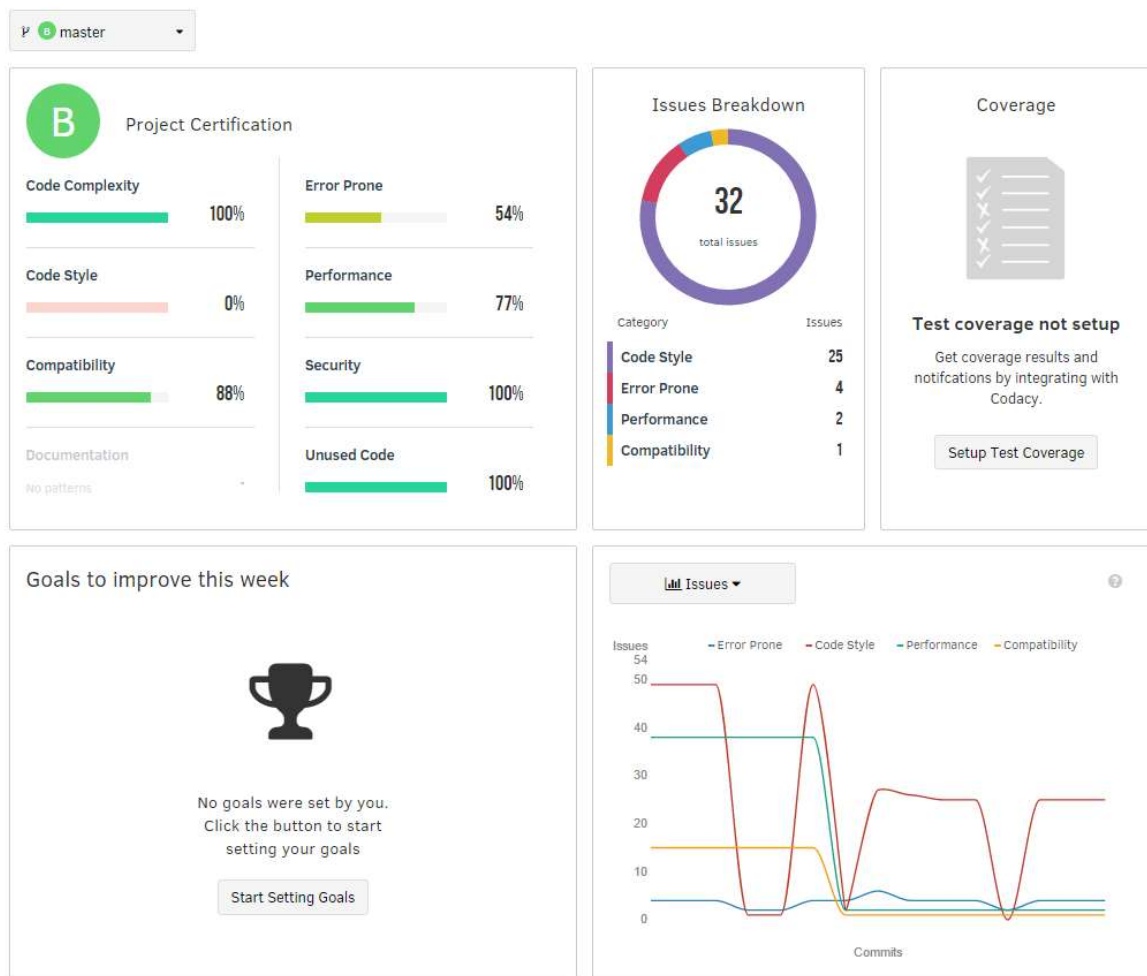 B master
B
Project Certification
Code Complexity
100%
Code Style
0%
Compatibility
88%
Documentation
No patterns
-
Error Prone
54%
Performance
77%
Security
100%
Unused Code
100%
Issues Breakdown
32
total issues
Category Issues
Code Style 25
Error Prone 4
Performance 2
Compatibility 1
Coverage
Test coverage not setup
Get coverage results and
notifcations by integrating with
Codacy.
Setup Test Coverage
Goals to improve this week
No goals were set by you.
Click the button to start
setting your goals
Start Setting Goals
Issues
?
Issues
Error Prone Code Style Performance Compatibility
54
50
40
30
20
10
0
Commits